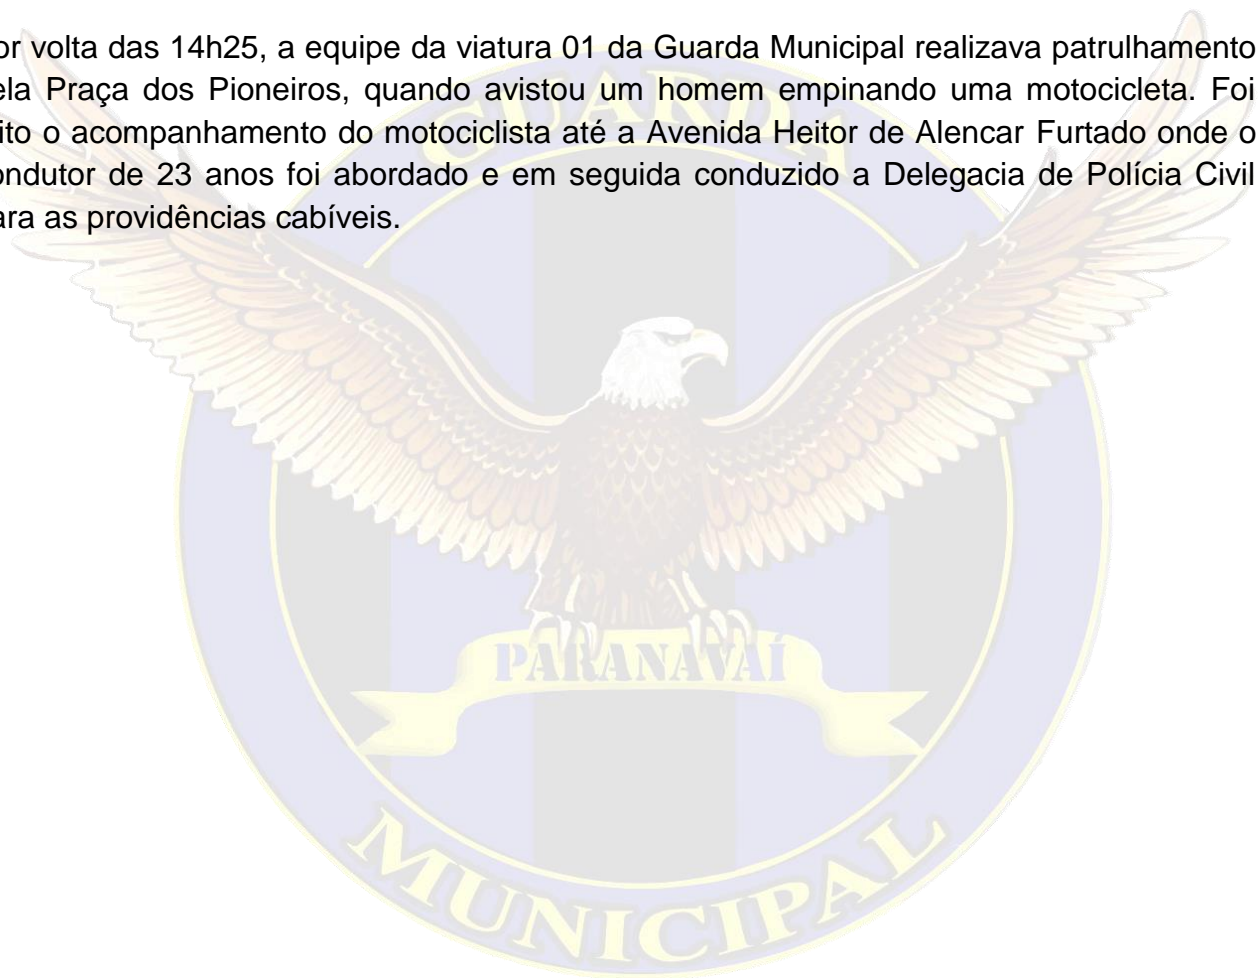 or volta das 14h25, a equipe da viatura 01 da Guarda Municipal realizava patrulhamento
ela Praça dos Pioneiros, quando avistou um homem empinando uma motocicleta. Foi
ito o acompanhamento do motociclista até a Avenida Heitor de Alencar Furtado onde o
ondutor de 23 anos foi abordado e em seguida conduzido a Delegacia de Polícia Civil
ara as providências cabíveis.
GUARDA
PARANAVAÍ
MUNICIPAL